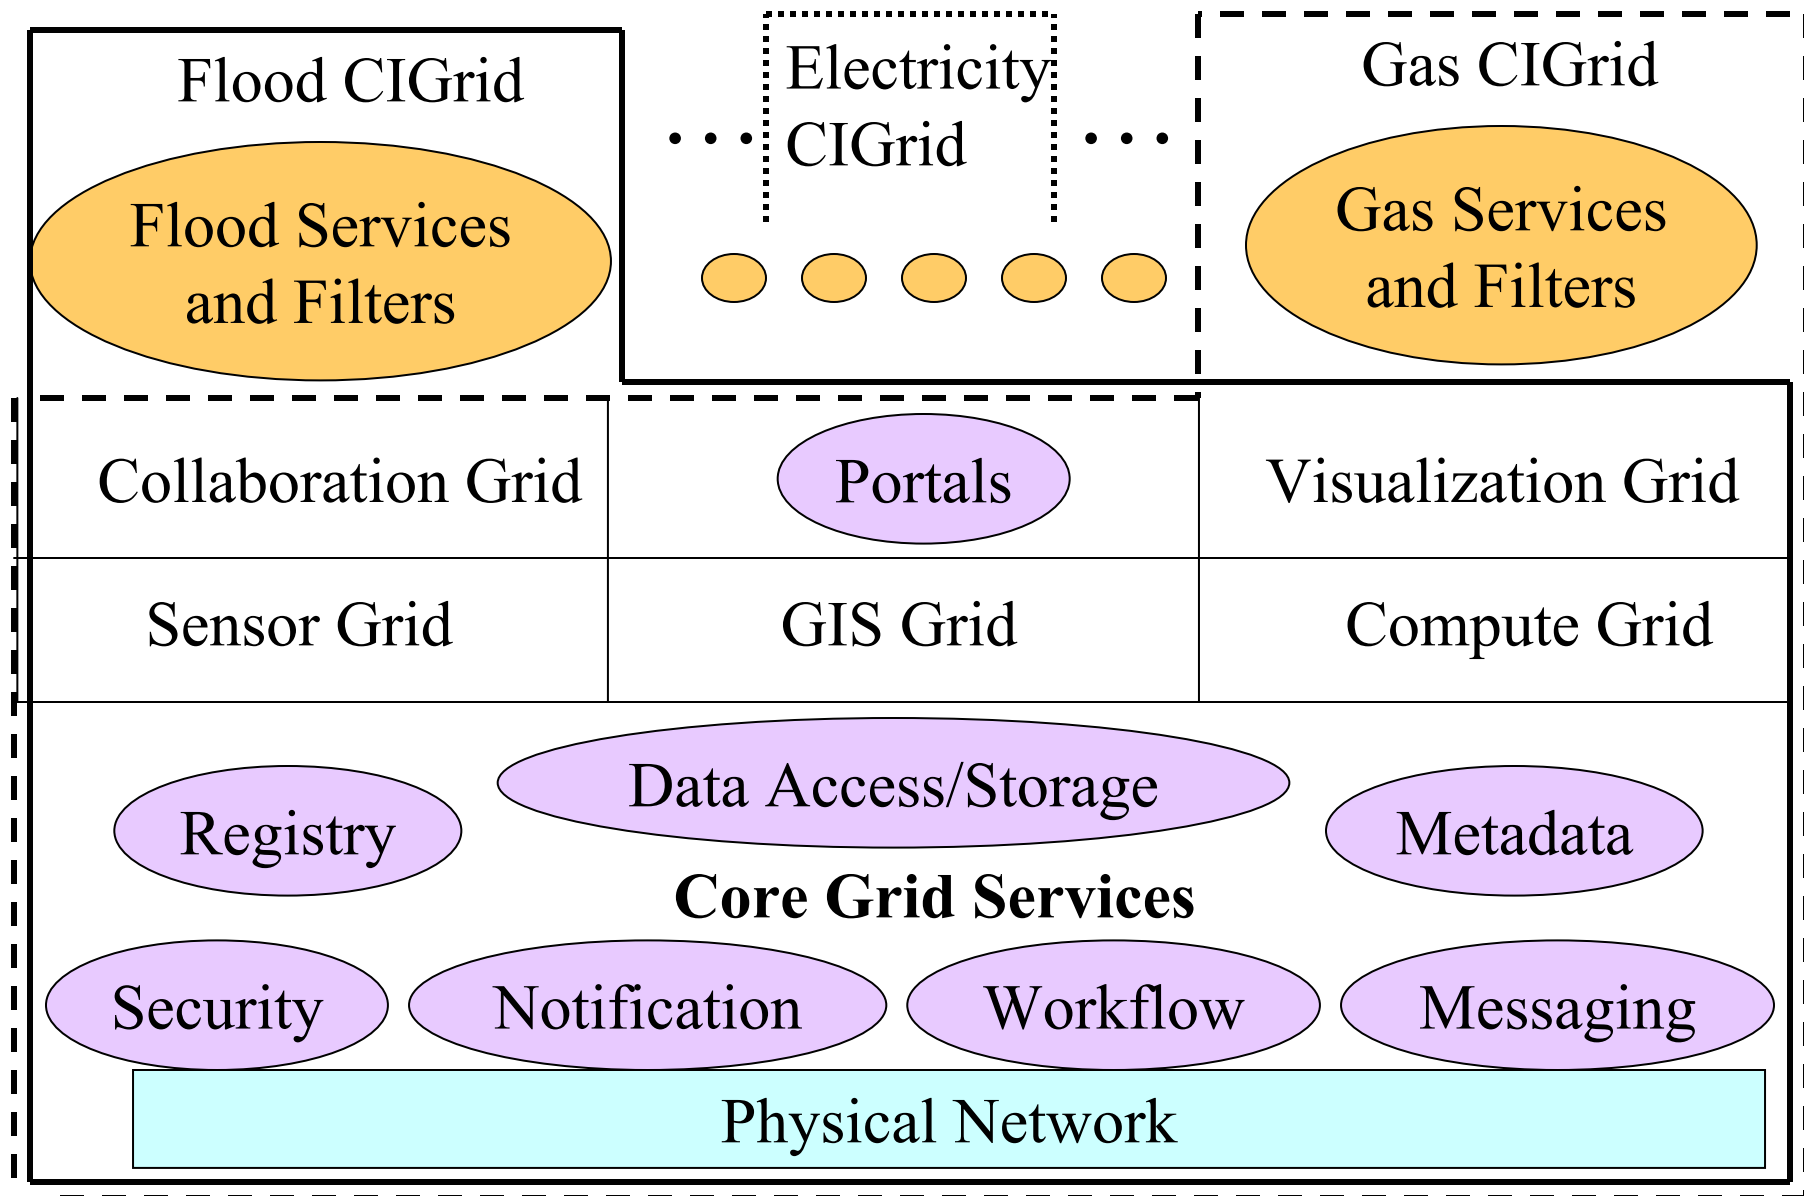 Flood CIGrid
Electricity
CIGrid
Gas CIGrid
. . .
. . .
Flood Services
and Filters
Gas Services
and Filters
Collaboration Grid
Portals
Visualization Grid
Sensor Grid
GIS Grid
Compute Grid
Data Access/Storage
Registry
Metadata
Core Grid Services
Security
Notification
Workflow
Messaging
Physical Network